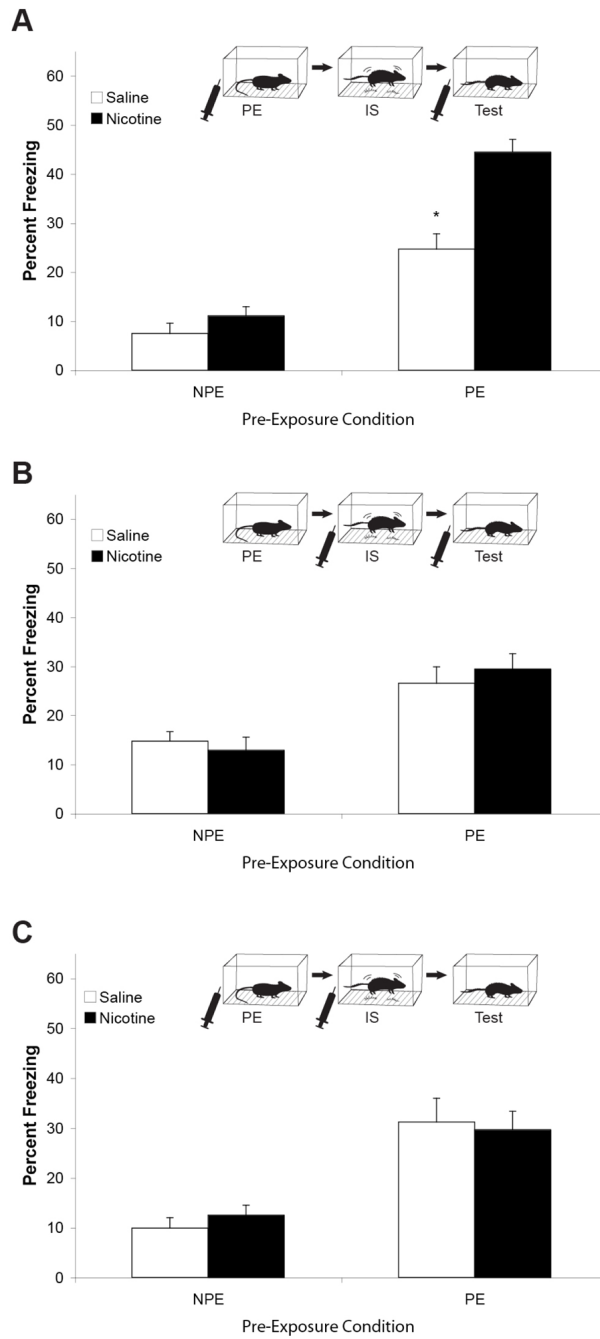 A
60
50
40
30
20
10
0
Percent Freezing
Saline
Nicotine
PE
IS
Test
*
NPE
PE
Pre-Exposure Condition
B
60
50
40
30
20
10
0
Percent Freezing
Saline
Nicotine
PE
IS
Test
NPE
PE
Pre-Exposure Condition
C
60
50
40
30
20
10
0
Percent Freezing
Saline
Nicotine
PE
IS
Test
NPE
PE
Pre-Exposure Condition